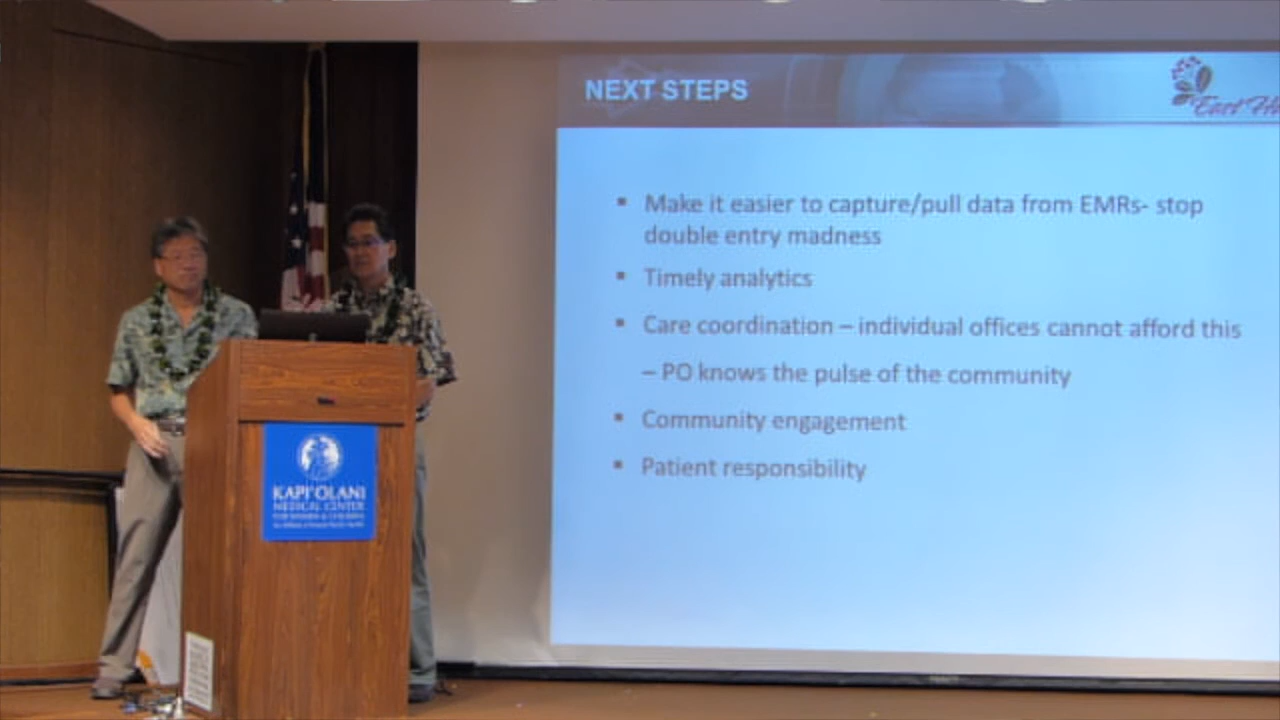 NEXT STEPS
East
Make it easier to capture/pull data from EMRs- stop
double entry madness
Timely analytics
Care coordination – individual offices cannot afford this
– PO knows the pulse of the community
Community engagement
Patient responsibility
KAPI'OLANI
MEDICAL CENTER
FOR WOMEN & CHILDREN